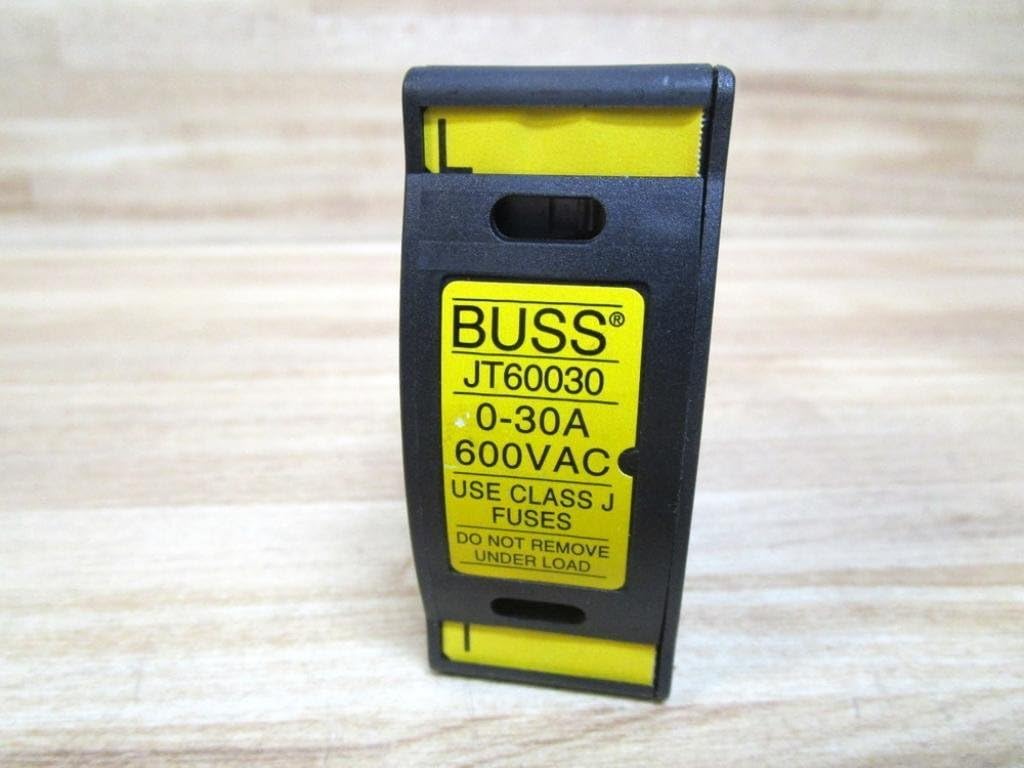 BUSS®
JT60030
0-30A
600VAC
USE CLASS J
FUSES
DO NOT REMOVE
UNDER LOAD